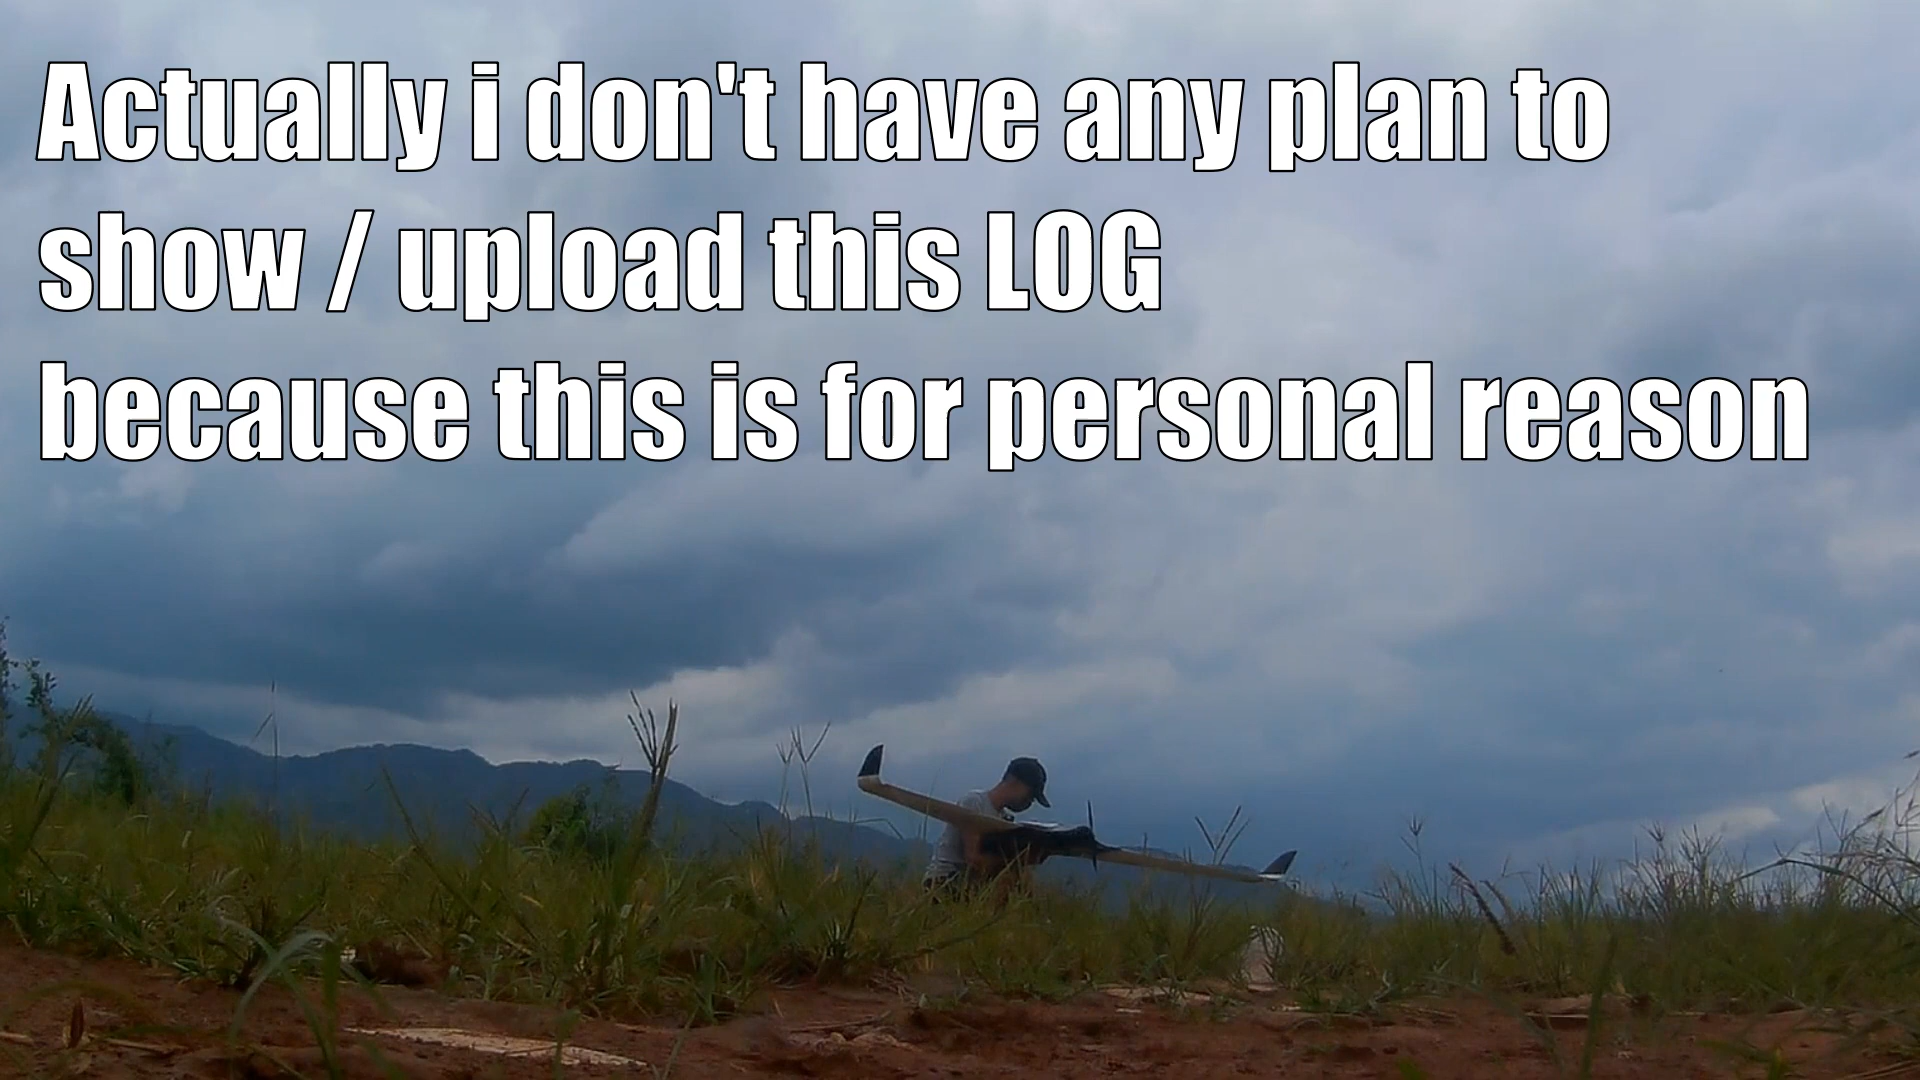 Actually i don't have any plan to
show / upload this LOG
because this is for personal reason